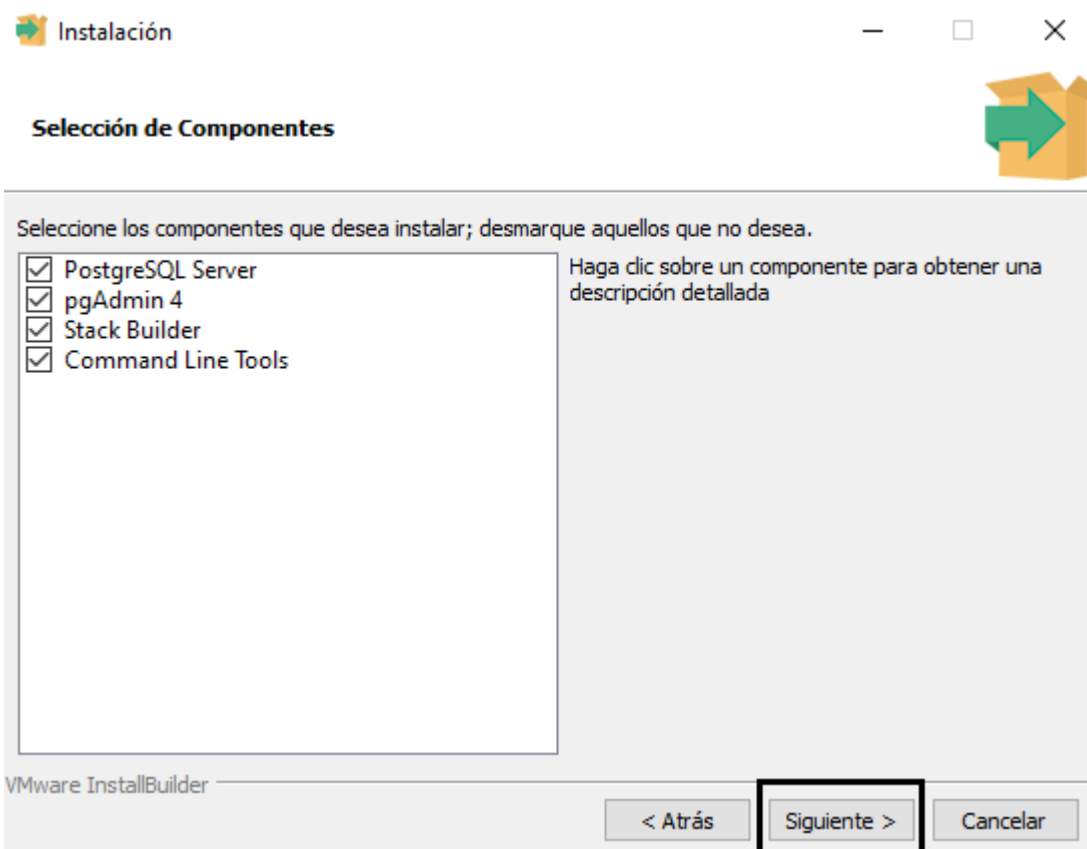 Instalación
Selección de Componentes
Seleccione los componentes que desea instalar; desmarque aquellos que no desea.
PostgreSQL Server
pgAdmin 4
Stack Builder
Command Line Tools
Haga clic sobre un componente para obtener una
descripción detallada
VMware InstallBuilder
< Atrás
Siguiente >
Cancelar